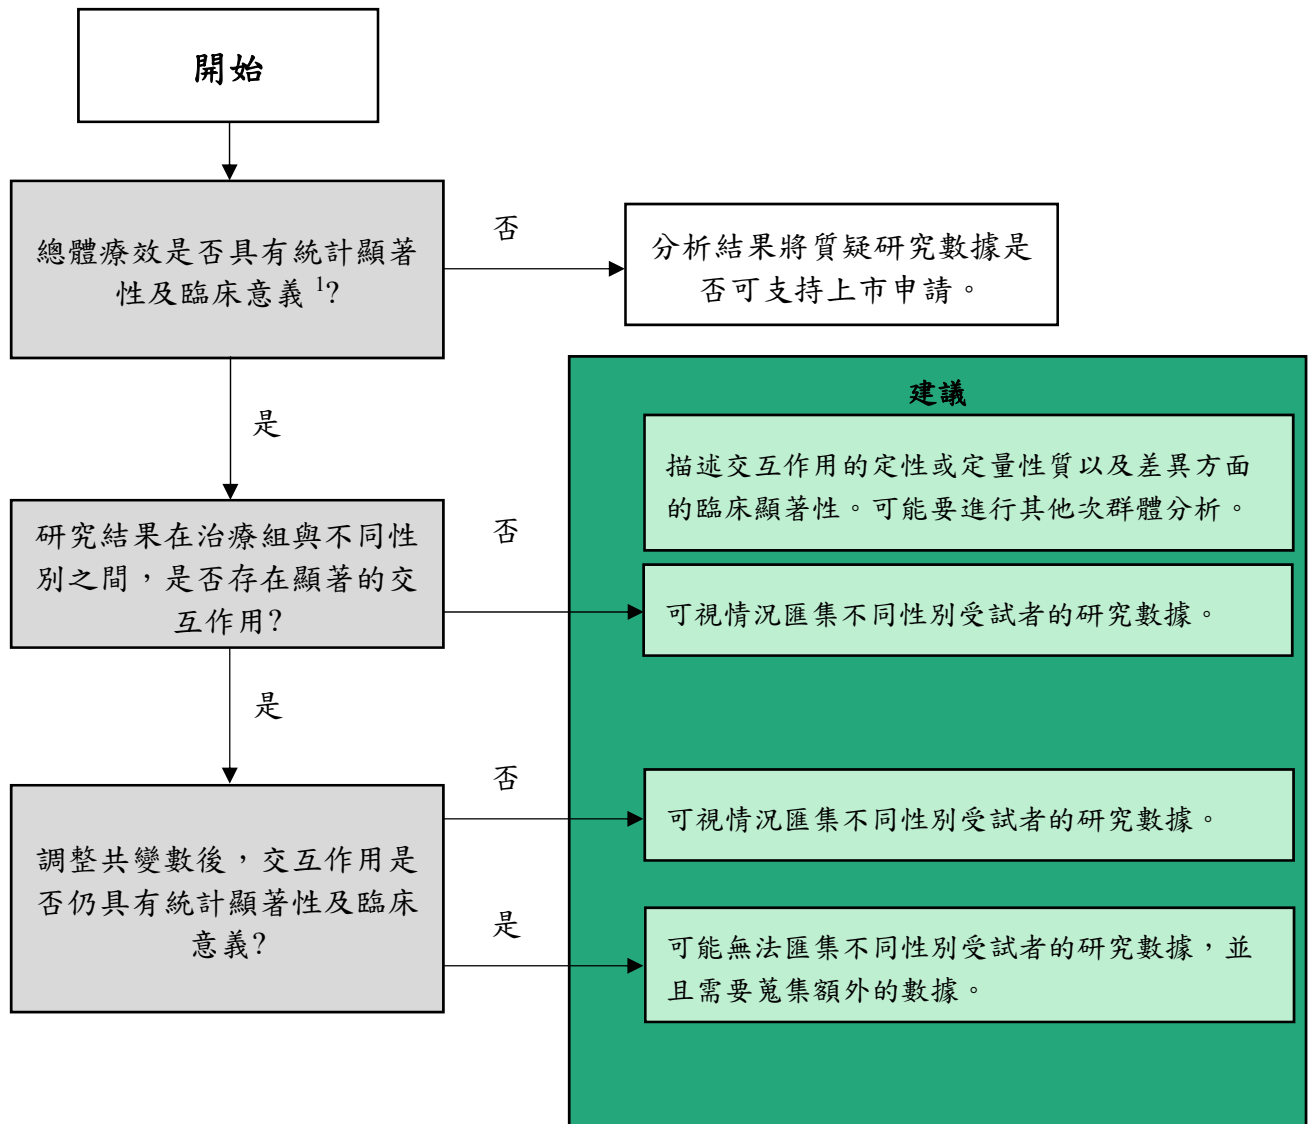 開始
總體療效是否具有統計顯著
性及臨床意義 1?
否
分析結果將質疑研究數據是
否可支持上市申請。
是
建議
描述交互作用的定性或定量性質以及差異方面
的臨床顯著性。可能要進行其他次群體分析。
研究結果在治療組與不同性
別之間，是否存在顯著的交
互作用?
否
可視情況匯集不同性別受試者的研究數據。
是
調整共變數後，交互作用是
否仍具有統計顯著性及臨床
意義?
否
可視情況匯集不同性別受試者的研究數據。
是
可能無法匯集不同性別受試者的研究數據，並
且需要蒐集額外的數據。